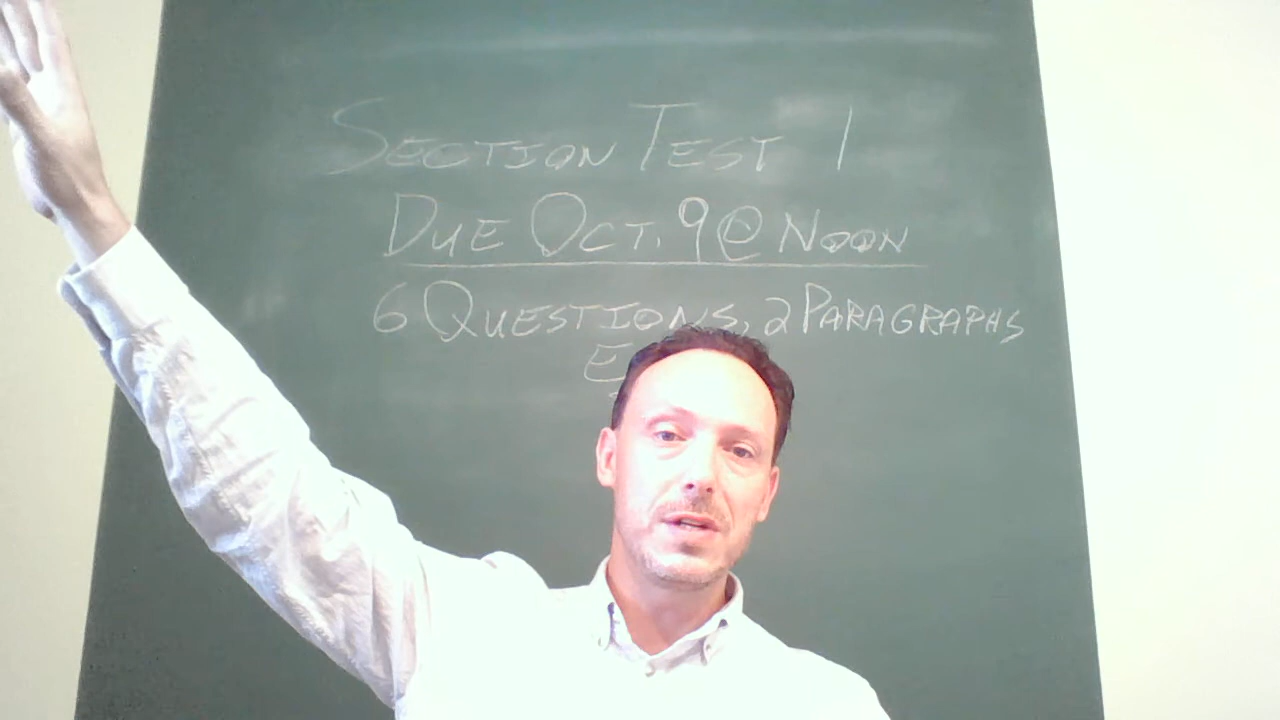 SECTION TEST 1
DUE OCT. 9 @ NOON
6 QUESTIONS, 2 PARAGRAPHS